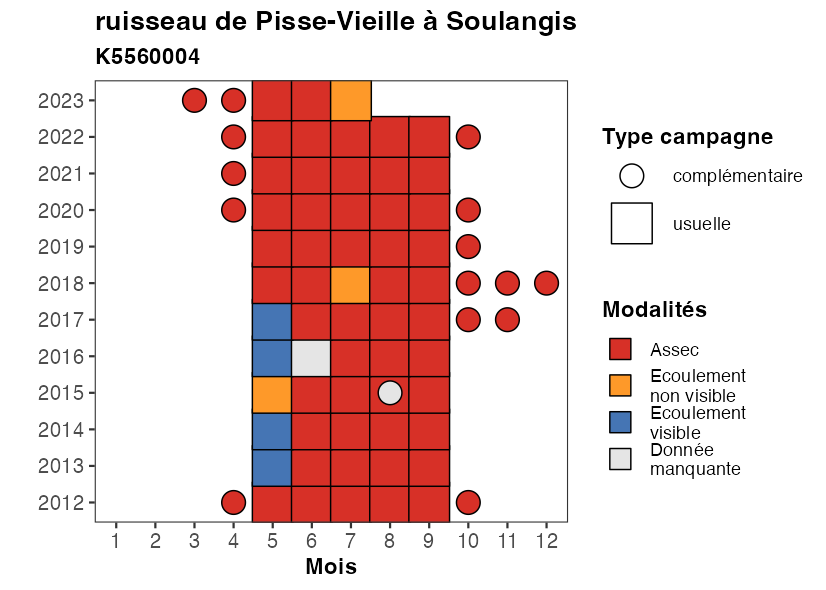 ruisseau de Pisse-Vieille à Soulangis
K5560004
2023
2022
2021
2020
2019
2018
2017
2016
2015
2014
2013
2012
1 2 3 4 5 6 7 8 9 10 11 12
Mois
Type campagne
complémentaire
usuelle
Modalités
Assec
Ecoulement
non visible
Ecoulement
visible
Donnée
manquante